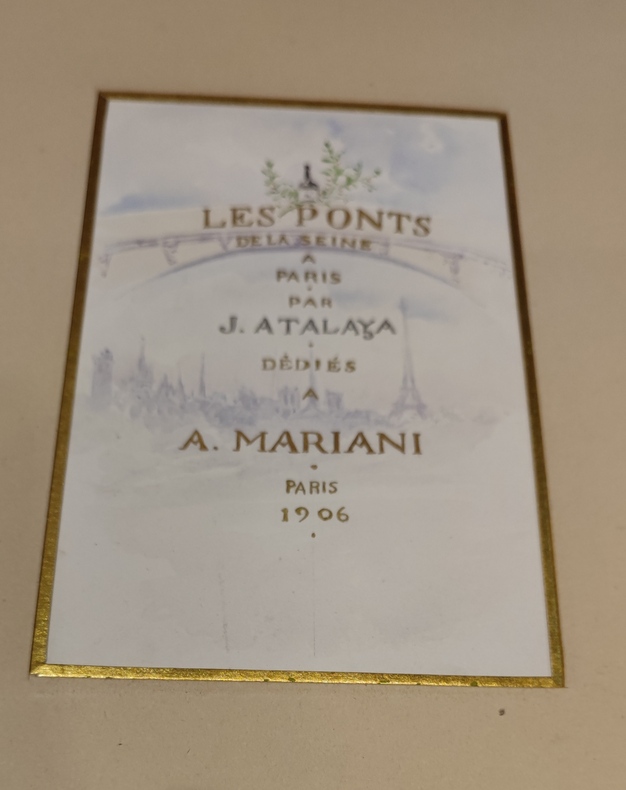 LES PONTS
DE LA SEINE
A
PARIS
PAR
J. ATALAYA
DÉDIÉS
A
A. MARIANI
PARIS
1906